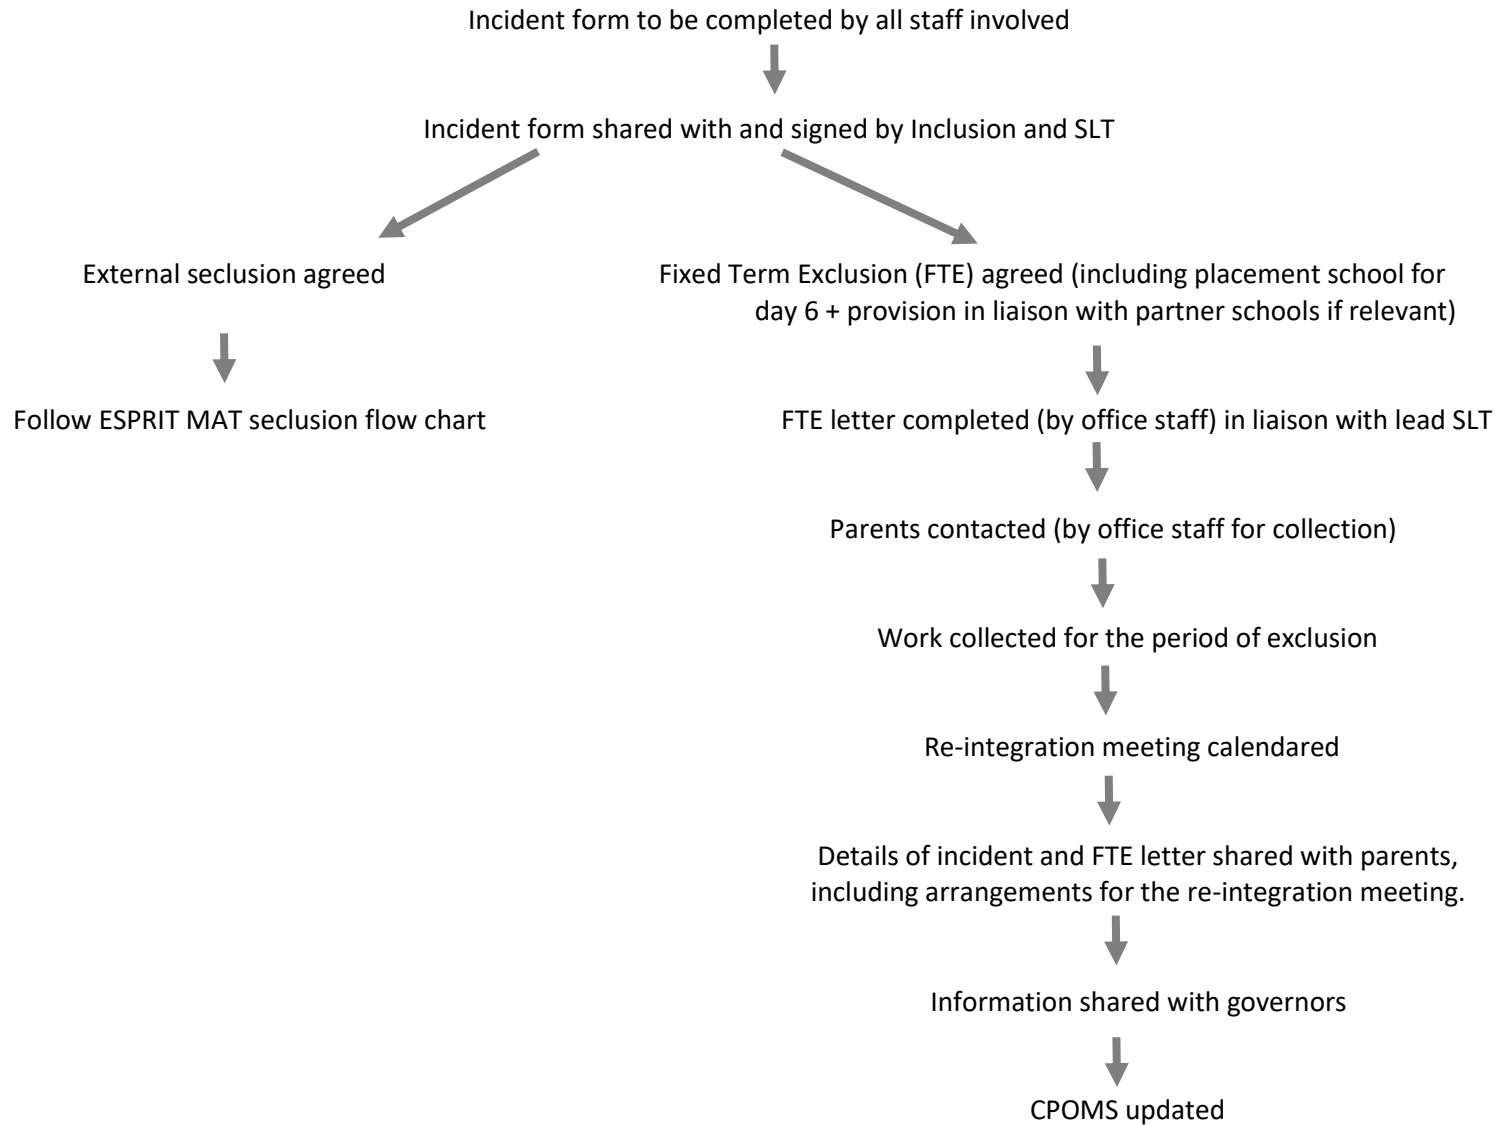 Incident form to be completed by all staff involved
Incident form shared with and signed by Inclusion and SLT
External seclusion agreed
Follow ESPRIT MAT seclusion flow chart
Fixed Term Exclusion (FTE) agreed (including placement school for
day 6 + provision in liaison with partner schools if relevant)
FTE letter completed (by office staff) in liaison with lead SLT
Parents contacted (by office staff for collection)
Work collected for the period of exclusion
Re-integration meeting calendared
Details of incident and FTE letter shared with parents,
including arrangements for the re-integration meeting.
Information shared with governors
CPOMS updated